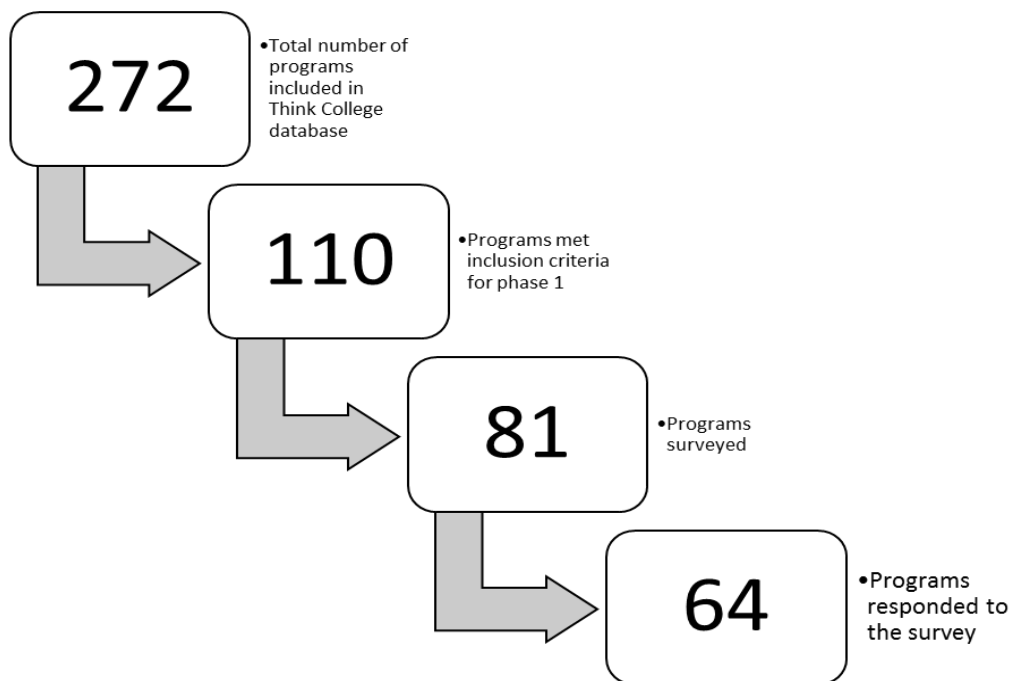 272
•Total number of
programs
included in
Think College
database
110
•Programs met
inclusion criteria
for phase 1
81
•Programs
surveyed
64
•Programs
responded to
the survey